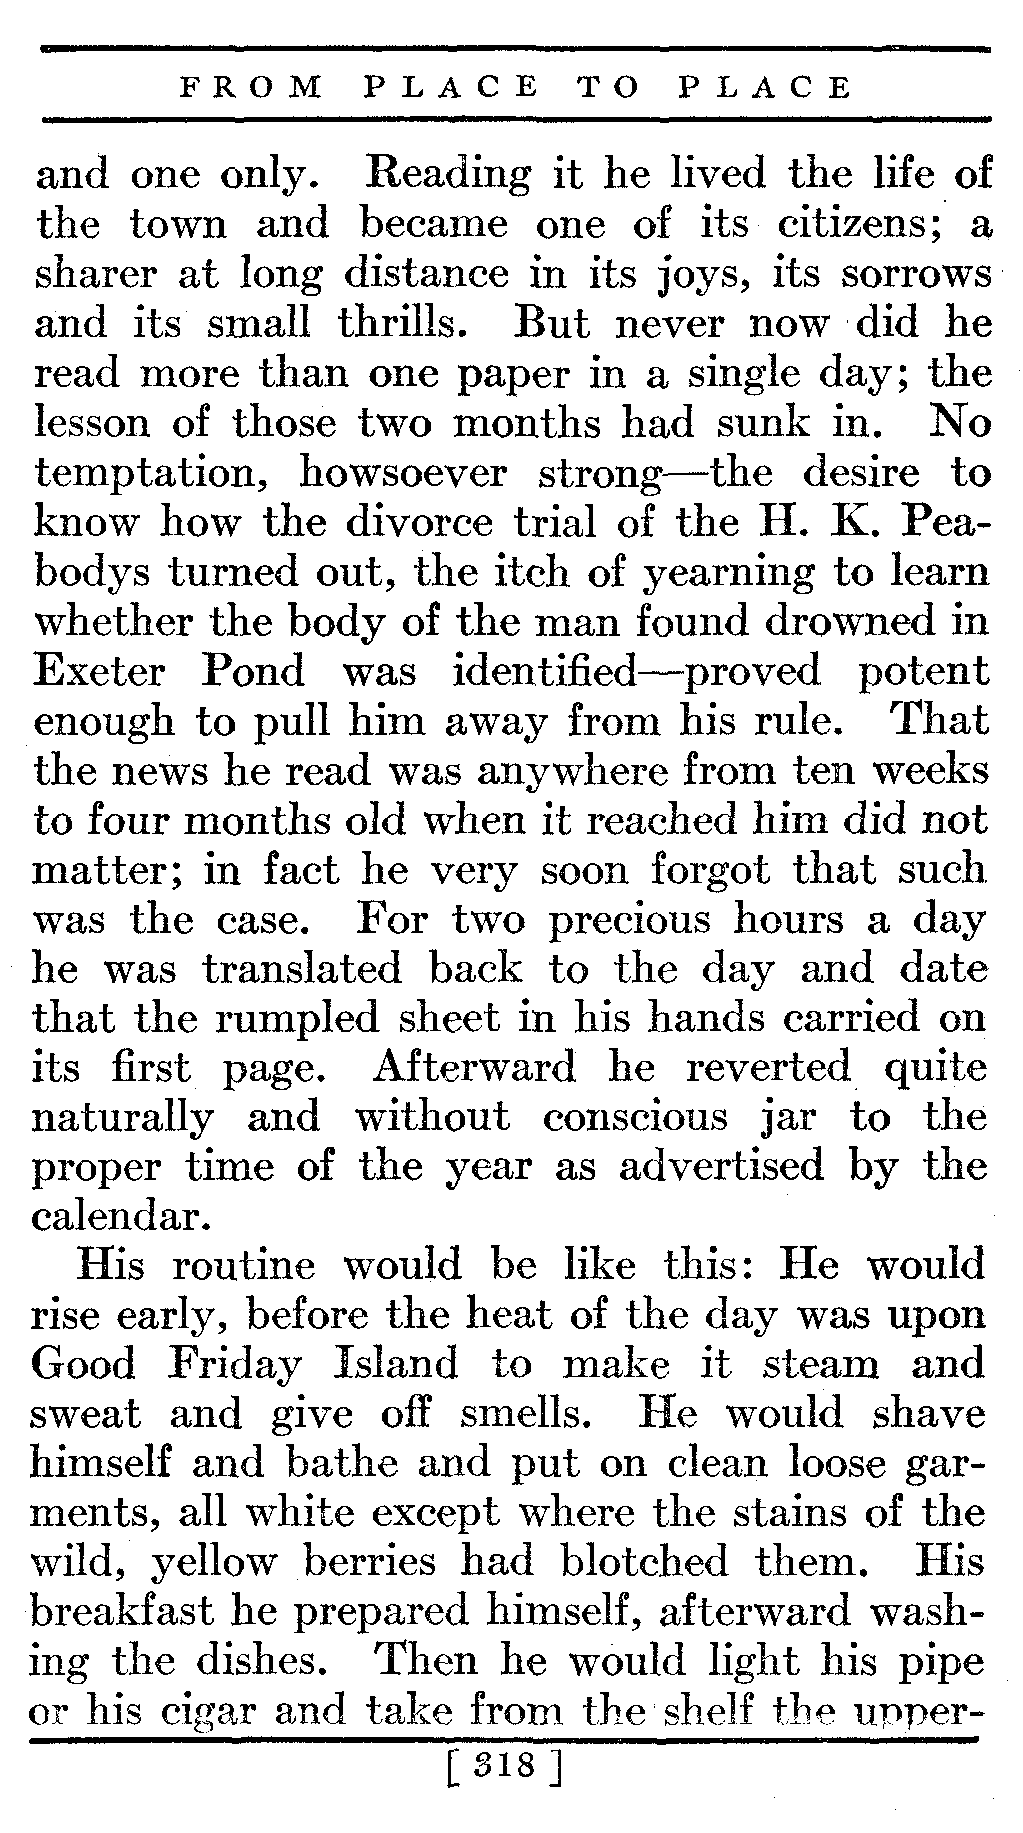 FROM PLACE TO PLACE
and one only. Reading it he lived the life of
the town and became one of its citizens; a
sharer at long distance in its joys, its sorrows
and its small thrills. But never now did he
read more than one paper in a single day; the
lesson of those two months had sunk in. No
temptation, howsoever strong—the desire to
know how the divorce trial of the H. K. Pea-
bodys turned out, the itch of yearning to learn
whether the body of the man found drowned in
Exeter Pond was identified—proved potent
enough to pull him away from his rule. That
the news he read was anywhere from ten weeks
to four months old when it reached him did not
matter; in fact he very soon forgot that such
was the case. For two precious hours a day
he was translated back to the day and date
that the rumpled sheet in his hands carried on
its first page. Afterward he reverted quite
naturally and without conscious jar to the
proper time of the year as advertised by the
calendar.
His routine would be like this: He would
rise early, before the heat of the day was upon
Good Friday Island to make it steam and
sweat and give off smells. He would shave
himself and bathe and put on clean loose gar-
ments, all white except where the stains of the
wild, yellow berries had blotched them. His
breakfast he prepared himself, afterward wash-
ing the dishes. Then he would light his pipe
or his cigar and take from the shelf the upper-
[ 318 ]